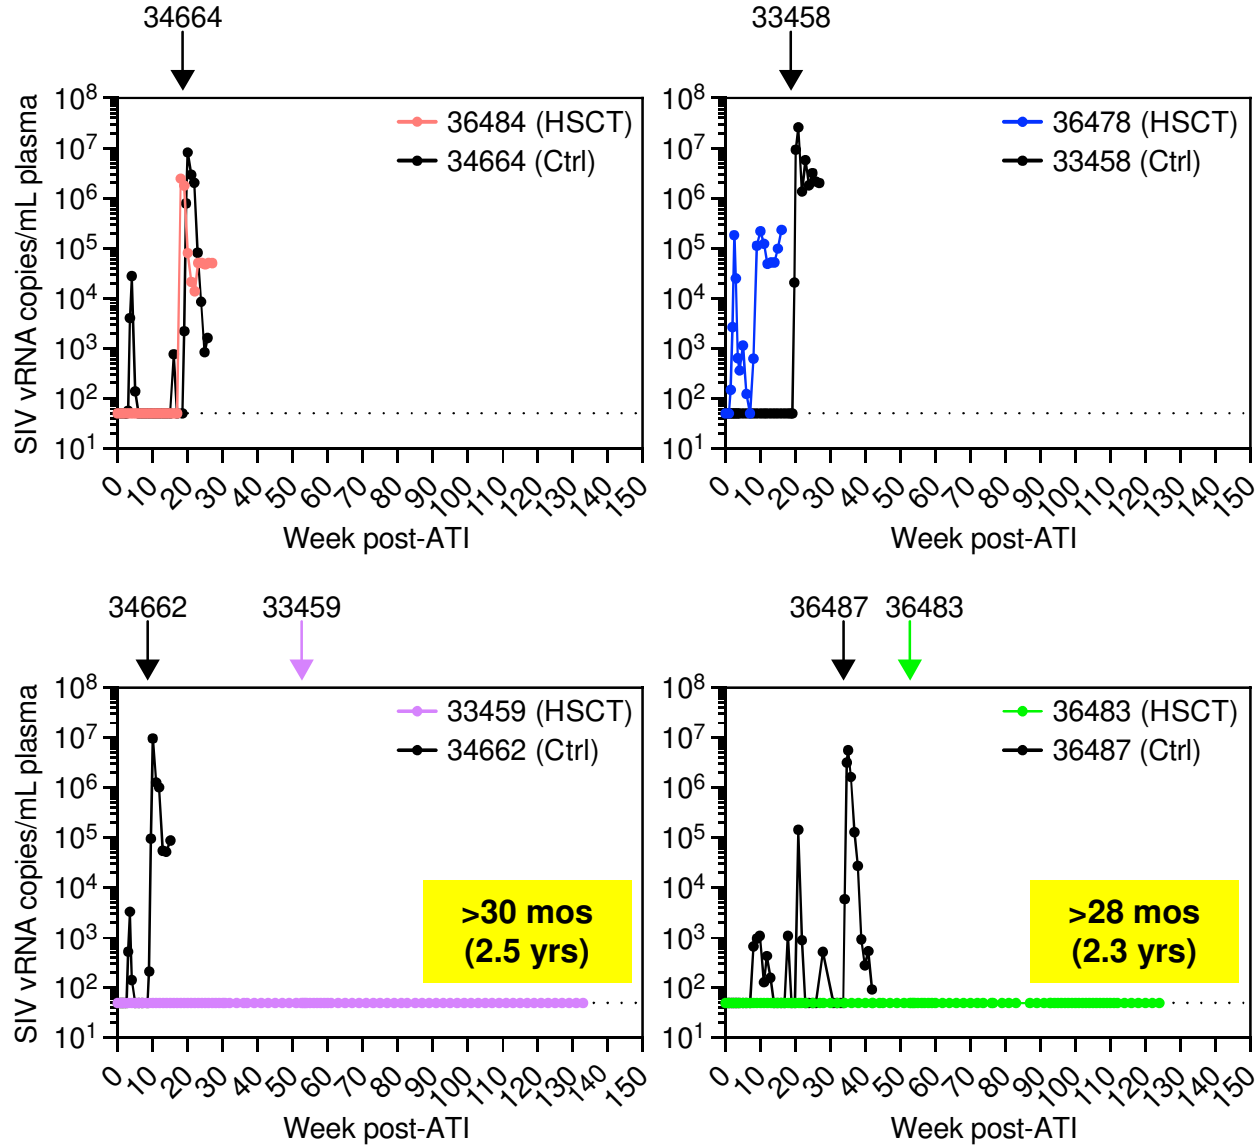 34664
SIV vRNA copies/mL plasma
10⁸
10⁷
10⁶
10⁵
10⁴
10³
10²
10¹
36484 (HSCT)
34664 (Ctrl)
0 10 20 30 40 50 60 70 80 90 100 110 120 130 140 150
Week post-ATI
33458
10⁸
10⁷
10⁶
10⁵
10⁴
10³
10²
10¹
36478 (HSCT)
33458 (Ctrl)
0 10 20 30 40 50 60 70 80 90 100 110 120 130 140 150
Week post-ATI
34662 33459
SIV vRNA copies/mL plasma
10⁸
10⁷
10⁶
10⁵
10⁴
10³
10²
10¹
33459 (HSCT)
34662 (Ctrl)
>30 mos
(2.5 yrs)
0 10 20 30 40 50 60 70 80 90 100 110 120 130 140 150
Week post-ATI
36487 36483
10⁸
10⁷
10⁶
10⁵
10⁴
10³
10²
10¹
36483 (HSCT)
36487 (Ctrl)
>28 mos
(2.3 yrs)
0 10 20 30 40 50 60 70 80 90 100 110 120 130 140 150
Week post-ATI